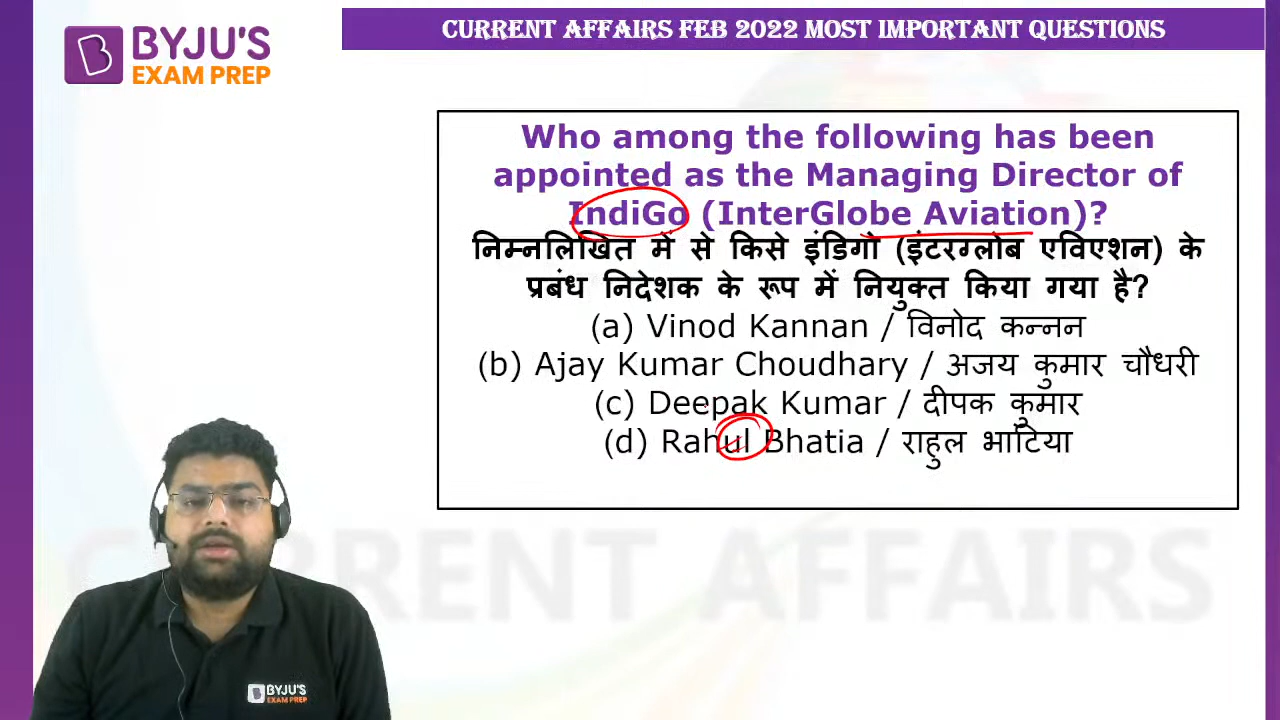 BYJU'S
EXAM PREP
CURRENT AFFAIRS FEB 2022 MOST IMPORTANT QUESTIONS
Who among the following has been
appointed as the Managing Director of
IndiGo (InterGlobe Aviation)?
निम्नलिखित में से किसे इंडिगो (इंटरग्लोब एविएशन) के
प्रबंध निदेशक के रूप में नियुक्त किया गया है?
(a) Vinod Kannan / विनोद कन्नन
(b) Ajay Kumar Choudhary / अजय कुमार चौधरी
(c) Deepak Kumar / दीपक कुमार
(d) Rahul Bhatia / राहुल भाटिया
CURRENT AFFAIRS
BYJU'S
EXAM PREP